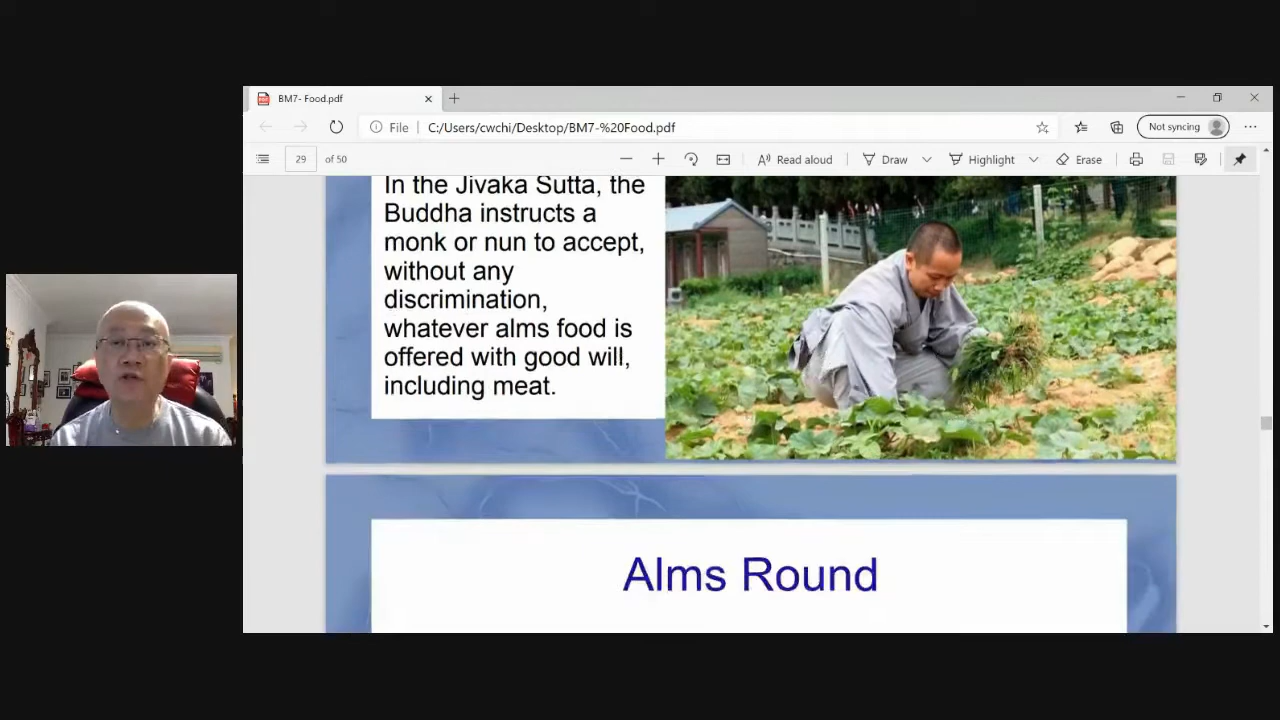 BM7- Food.pdf
File
C:/Users/cwchi/Desktop/BM7-%20Food.pdf
Not syncing
29 of 50
Read aloud
Draw
Highlight
Erase
In the Jivaka Sutta, the
Buddha instructs a
monk or nun to accept,
without any
discrimination,
whatever alms food is
offered with good will,
including meat.
Alms Round